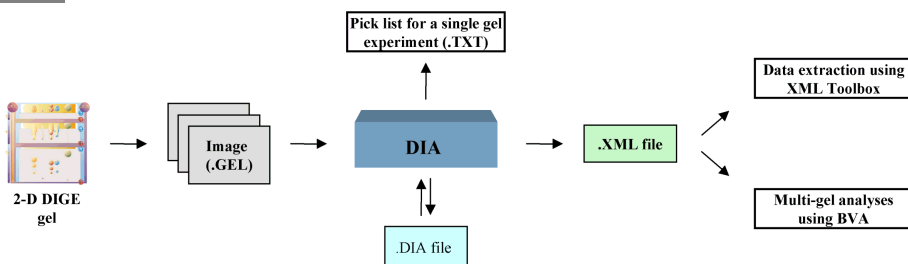 Pick list for a single gel
experiment (.TXT)
Data extraction using
XML Toolbox
Image
(.GEL)
DIA
.XML file
2-D DIGE
gel
Multi-gel analyses
using BVA
.DIA file